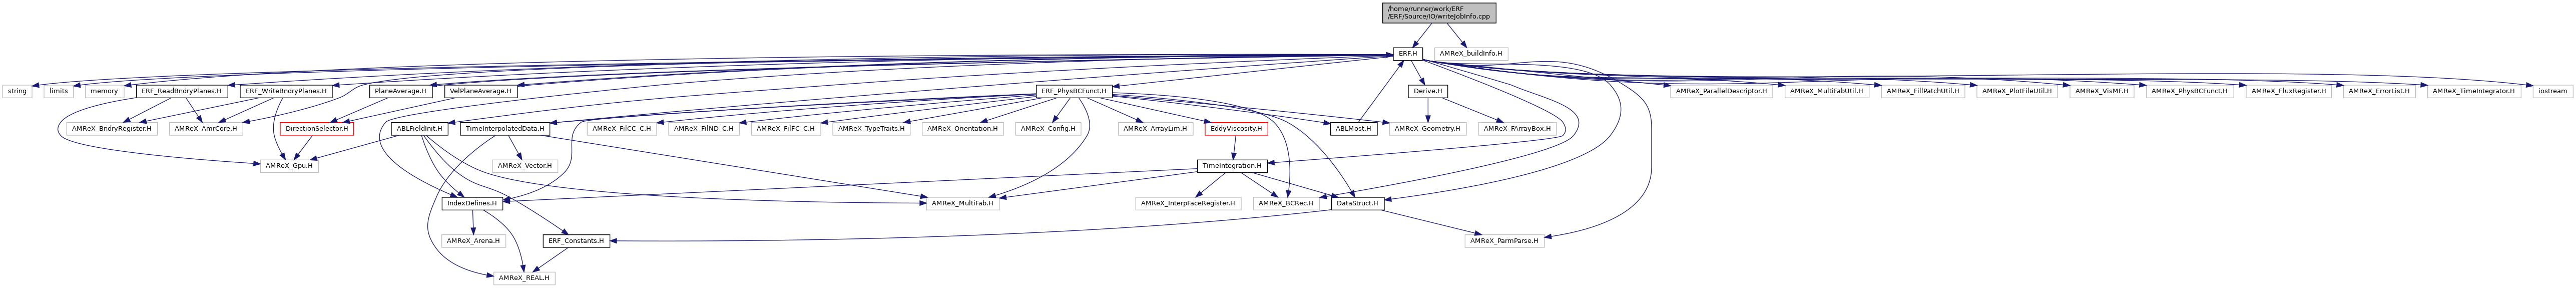 /home/runner/work/ERF
/ERF/Source/IO/writeJobInfo.cpp
ERF.H
AMReX_buildInfo.H
string
limits
memory
ERF_ReadBndryPlanes.H
ERF_WriteBndryPlanes.H
PlaneAverage.H
VelPlaneAverage.H
ERF_PhysBCFunct.H
Derive.H
AMReX_ParallelDescriptor.H
AMReX_MultiFabUtil.H
AMReX_FillPatchUtil.H
AMReX_PlotFileUtil.H
AMReX_VisMF.H
AMReX_PhysBCFunct.H
AMReX_FluxRegister.H
AMReX_ErrorList.H
AMReX_TimeIntegrator.H
iostream
AMReX_BndryRegister.H
AMReX_AmrCore.H
DirectionSelector.H
ABLFieldInit.H
TimeInterpolatedData.H
AMReX_FilCC_C.H
AMReX_FilND_C.H
AMReX_FilFC_C.H
AMReX_TypeTraits.H
AMReX_Orientation.H
AMReX_Config.H
AMReX_ArrayLim.H
EddyViscosity.H
ABLMost.H
AMReX_Geometry.H
AMReX_FArrayBox.H
AMReX_Gpu.H
AMReX_Vector.H
TimeIntegration.H
IndexDefines.H
AMReX_MultiFab.H
AMReX_InterpFaceRegister.H
AMReX_BCRec.H
DataStruct.H
AMReX_Arena.H
ERF_Constants.H
AMReX_ParmParse.H
AMReX_REAL.H